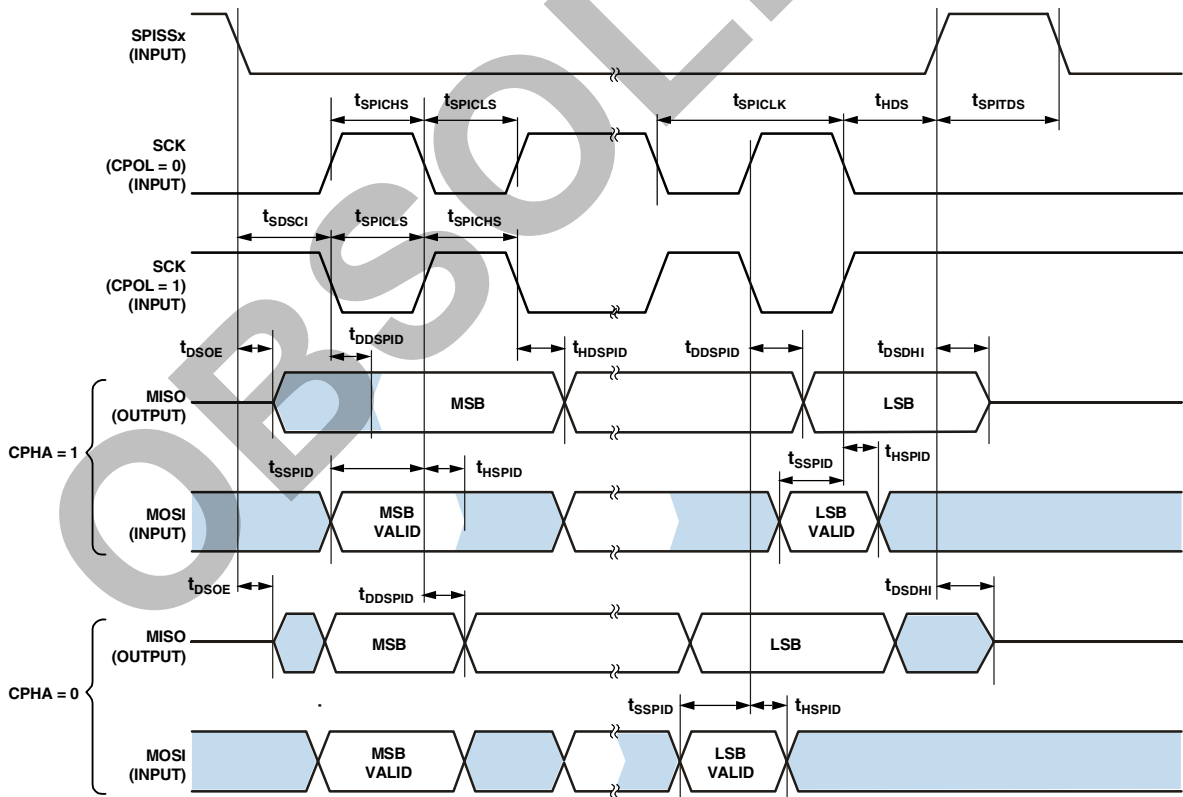 SPISSx
(INPUT)
tSPICHS
tSPICLS
tSPICLK
tHDS
tSPITDS
SCK
(CPOL = 0)
(INPUT)
tSDSCI
tSPICLS
tSPICHS
SCK
(CPOL = 1)
(INPUT)
tDSOE
tDDSPID
tHDSPID
tDDSPID
tDSDHI
CPHA = 1
MISO
(OUTPUT)
MSB
LSB
tSSPID
tHSPID
tSSPID
tHSPID
MOSI
(INPUT)
MSB
VALID
LSB
VALID
tDSOE
tDDSPID
tDSDHI
CPHA = 0
MISO
(OUTPUT)
MSB
LSB
tSSPID
tHSPID
MOSI
(INPUT)
MSB
VALID
LSB
VALID
OBSOL